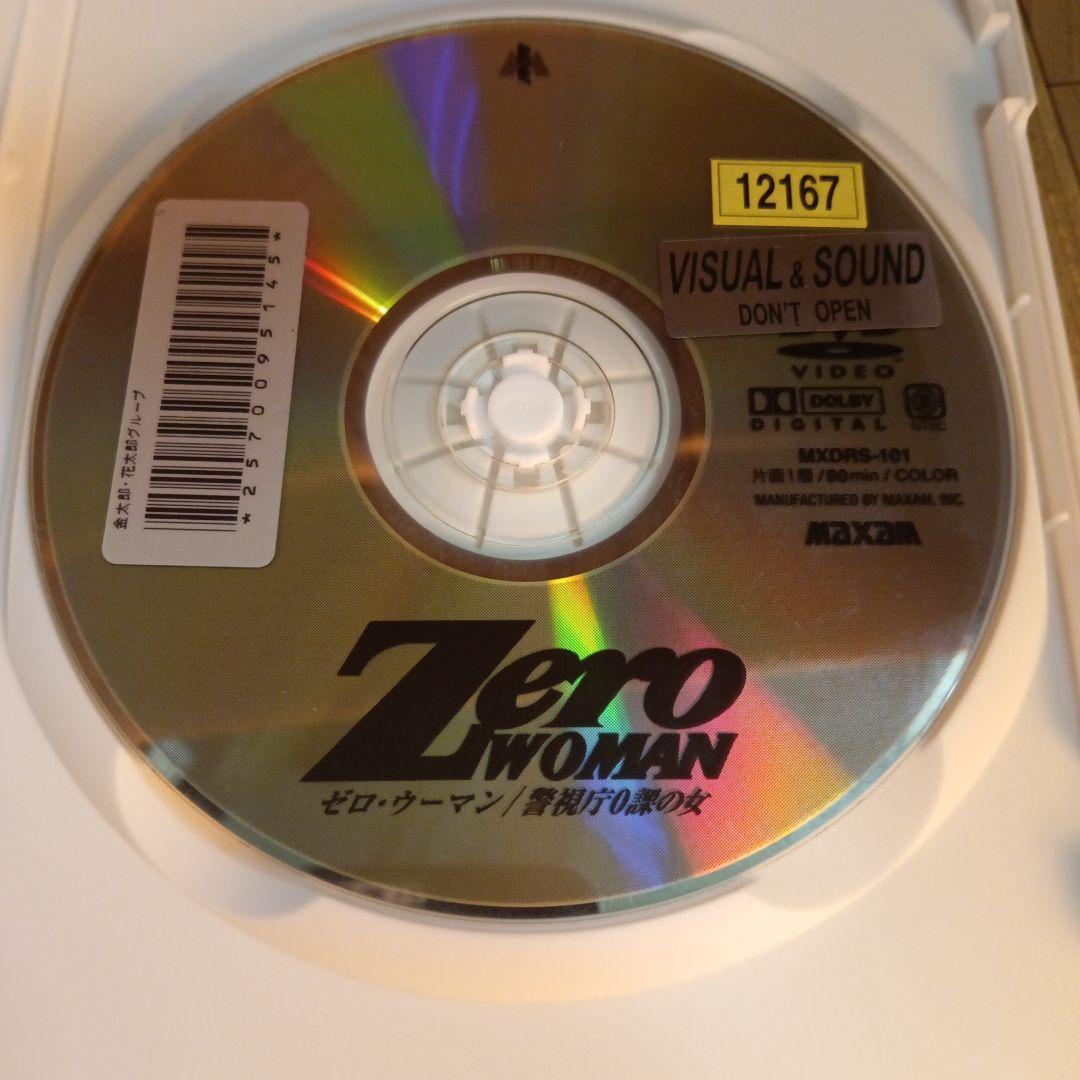 12167
VISUAL & SOUND
DON'T OPEN
VIDEO
DOLBY
DIGITAL
NTSC
MXDRS-101
片面1層/80min/COLOR
MANUFACTURED BY MAXAM, INC.
MAXAM
金太郎・花太郎グループ
*2570095145*
Zero
WOMAN
ゼロ・ウーマン/警視庁0課の女